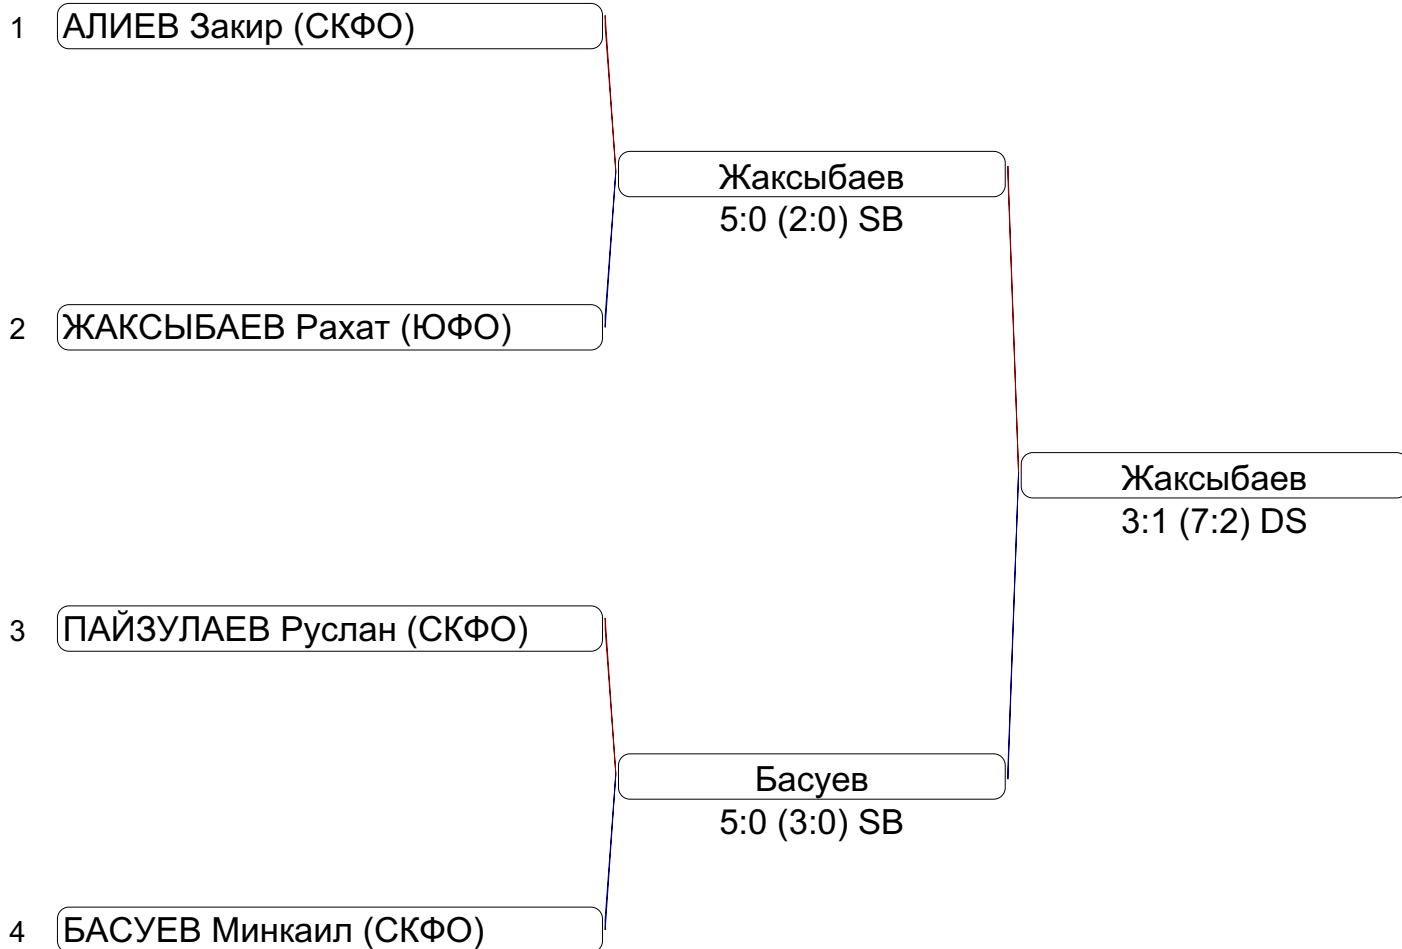 1 АЛИЕВ Закир (СКФО)
Жаксыбаев
5:0 (2:0) SB
2 ЖАКСЫБАЕВ Рахат (ЮФО)
Жаксыбаев
3:1 (7:2) DS
3 ПАЙЗУЛАЕВ Руслан (СКФО)
Басуев
5:0 (3:0) SB
4 БАСУЕВ Минкаил (СКФО)